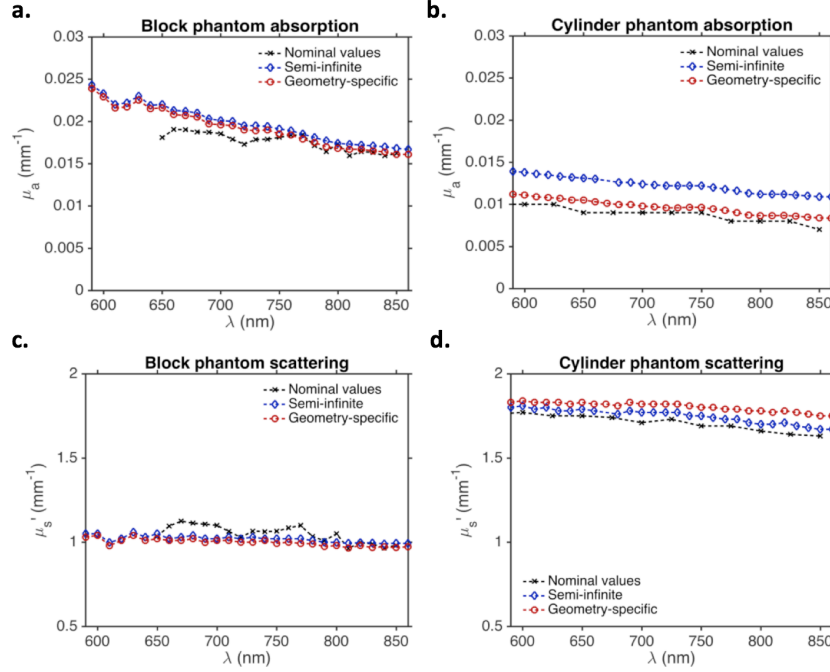 a.
Block phantom absorption
0.03
0.025
0.02
0.015
0.01
0.005
0
μa (mm-1)
Nominal values
Semi-infinite
Geometry-specific
600
650
700
750
800
850
λ (nm)
b.
Cylinder phantom absorption
0.03
0.025
0.02
0.015
0.01
0.005
0
μa (mm-1)
Nominal values
Semi-infinite
Geometry-specific
600
650
700
750
800
850
λ (nm)
c.
Block phantom scattering
2
1.5
1
0.5
μs' (mm-1)
Nominal values
Semi-infinite
Geometry-specific
600
650
700
750
800
850
λ (nm)
d.
Cylinder phantom scattering
2
1.5
1
0.5
μs' (mm-1)
Nominal values
Semi-infinite
Geometry-specific
600
650
700
750
800
850
λ (nm)